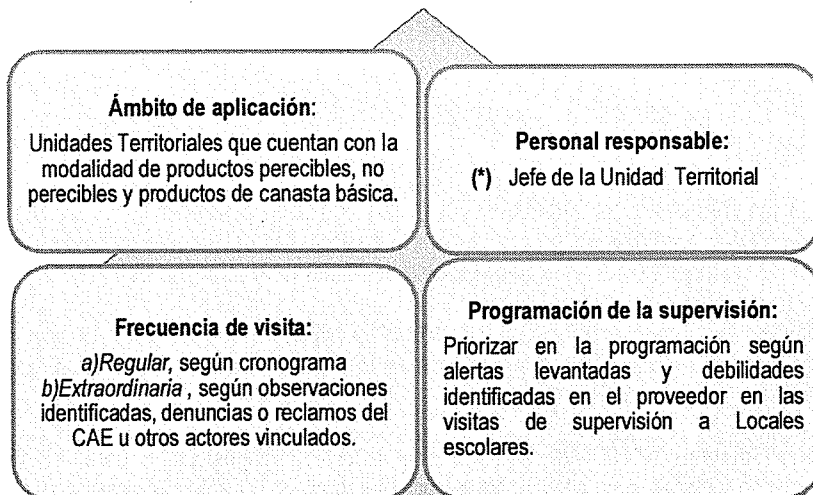 Ámbito de aplicación:
Unidades Territoriales que cuentan con la
modalidad de productos perecibles, no
perecibles y productos de canasta básica.
Personal responsable:
(*) Jefe de la Unidad Territorial
Frecuencia de visita:
a)Regular, según cronograma
b)Extraordinaria , según observaciones
identificadas, denuncias o reclamos del
CAE u otros actores vinculados.
Programación de la supervisión:
Priorizar en la programación según
alertas levantadas y debilidades
identificadas en el proveedor en las
visitas de supervisión a Locales
escolares.